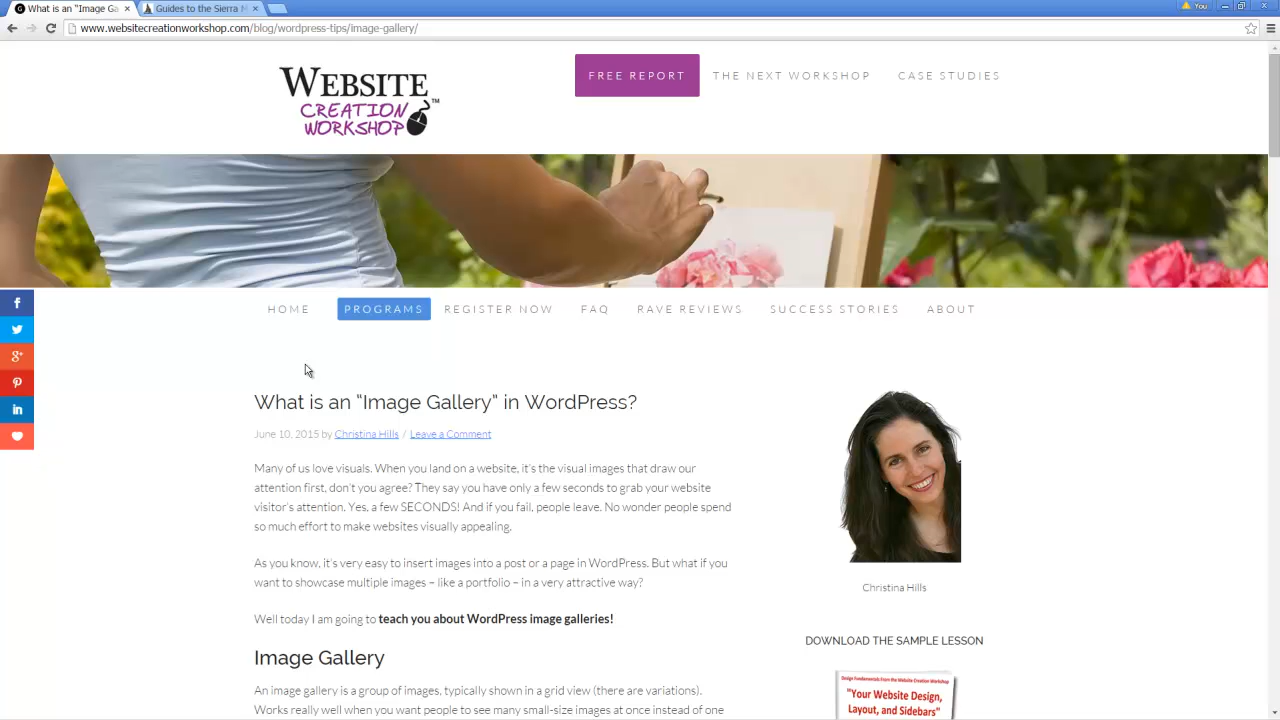 What is an “Image Ga
Guides to the Sierra M
You
www.websitecreationworkshop.com/blog/wordpress-tips/image-gallery/
WEBSITE
CREATION
WORKSHOP™
FREE REPORT
THE NEXT WORKSHOP
CASE STUDIES
HOME
PROGRAMS
REGISTER NOW
FAQ
RAVE REVIEWS
SUCCESS STORIES
ABOUT
What is an “Image Gallery” in WordPress?
June 10, 2015 by Christina Hills / Leave a Comment
Many of us love visuals. When you land on a website, it’s the visual images that draw our
attention first, don’t you agree? They say you have only a few seconds to grab your website
visitor’s attention. Yes, a few SECONDS! And if you fail, people leave. No wonder people spend
so much effort to make websites visually appealing.
As you know, it’s very easy to insert images into a post or a page in WordPress. But what if you
want to showcase multiple images – like a portfolio – in a very attractive way?
Well today I am going to teach you about WordPress image galleries!
Image Gallery
An image gallery is a group of images, typically shown in a grid view (there are variations).
Works really well when you want people to see many small-size images at once instead of one
Christina Hills
DOWNLOAD THE SAMPLE LESSON
Design Fundamentals From the Website Creation Workshop
"Your Website Design,
Layout, and Sidebars"